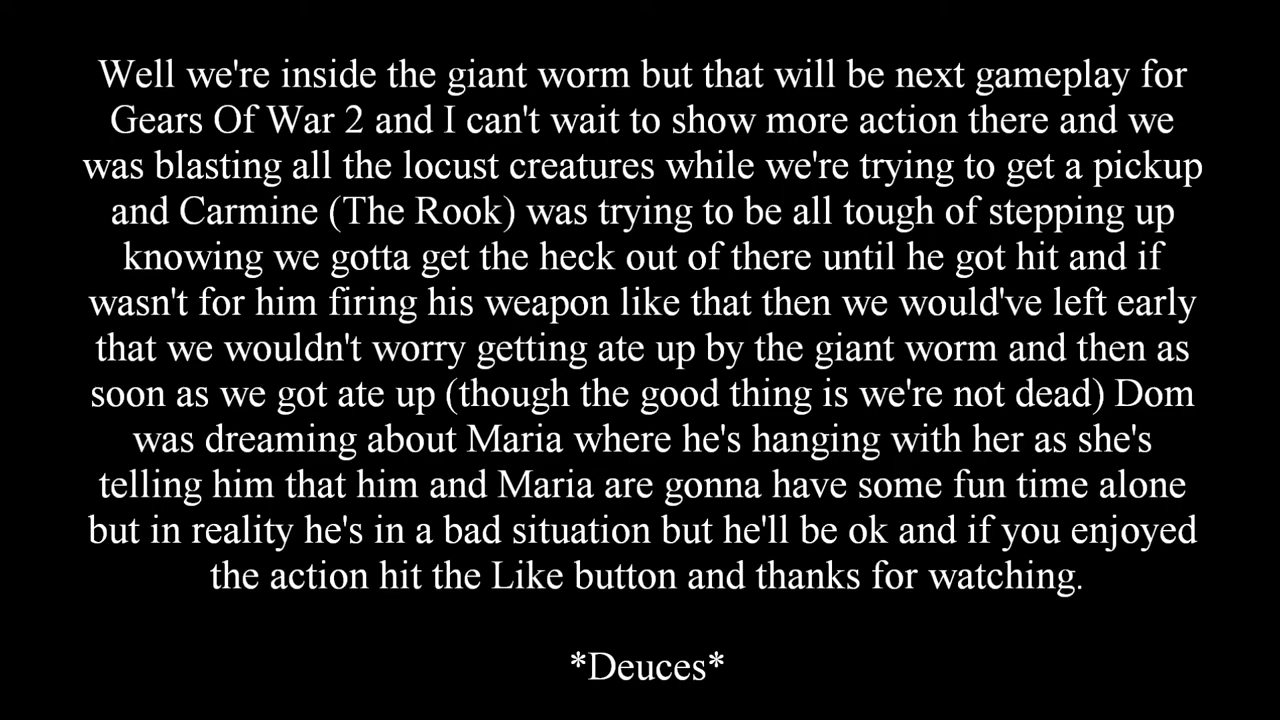 Well we're inside the giant worm but that will be next gameplay for
Gears Of War 2 and I can't wait to show more action there and we
was blasting all the locust creatures while we're trying to get a pickup
and Carmine (The Rook) was trying to be all tough of stepping up
knowing we gotta get the heck out of there until he got hit and if
wasn't for him firing his weapon like that then we would've left early
that we wouldn't worry getting ate up by the giant worm and then as
soon as we got ate up (though the good thing is we're not dead) Dom
was dreaming about Maria where he's hanging with her as she's
telling him that him and Maria are gonna have some fun time alone
but in reality he's in a bad situation but he'll be ok and if you enjoyed
the action hit the Like button and thanks for watching.
*Deuces*